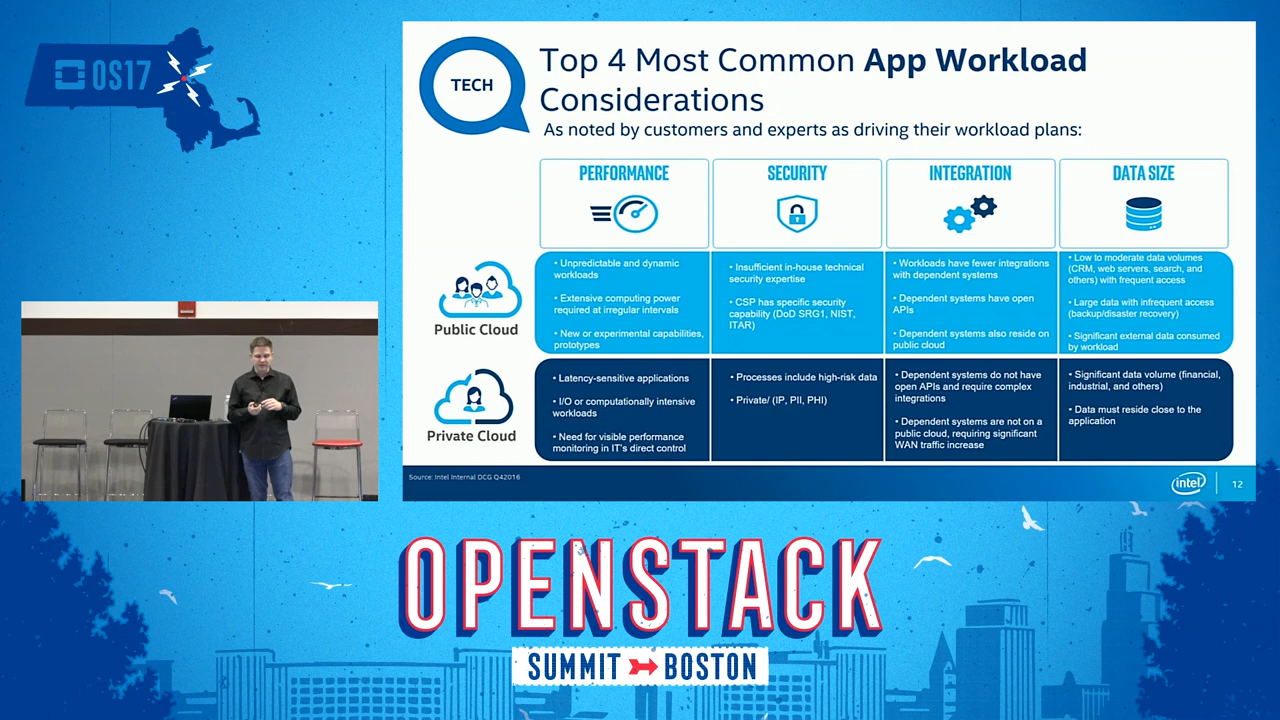 OS17
TECH
Top 4 Most Common App Workload
Considerations
As noted by customers and experts as driving their workload plans:
PERFORMANCE
SECURITY
INTEGRATION
DATA SIZE
Public Cloud
• Unpredictable and dynamic
workloads
• Extensive computing power
required at irregular intervals
• New or experimental capabilities,
prototypes
• Insufficient in-house technical
security expertise
• CSP has specific security
capability (DoD SRG1, NIST,
ITAR)
• Workloads have fewer integrations
with dependent systems
• Dependent systems have open
APIs
• Dependent systems also reside on
public cloud
• Low to moderate data volumes
(CRM, web servers, search, and
others) with frequent access
• Large data with infrequent access
(backup/disaster recovery)
• Significant external data consumed
by workload
Private Cloud
• Latency-sensitive applications
• I/O or computationally intensive
workloads
• Need for visible performance
monitoring in IT's direct control
• Processes include high-risk data
• Private/ (IP, PII, PHI)
• Dependent systems do not have
open APIs and require complex
integrations
• Dependent systems are not on a
public cloud, requiring significant
WAN traffic increase
• Significant data volume (financial,
industrial, and others)
• Data must reside close to the
application
Source: Intel Internal DCG Q42016
intel
12
OPENSTACK
SUMMIT BOSTON